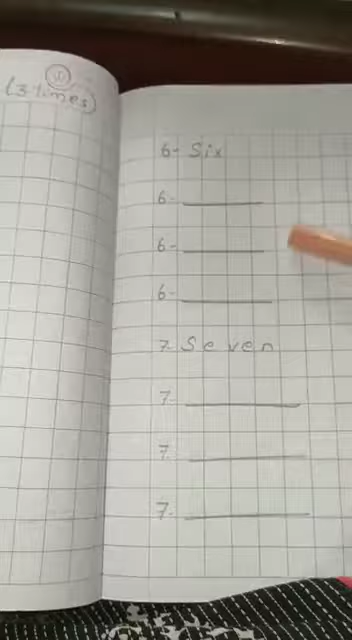 (3 times)
6- Six
6-
6-
6-
7- Seven
7-
7-
7-